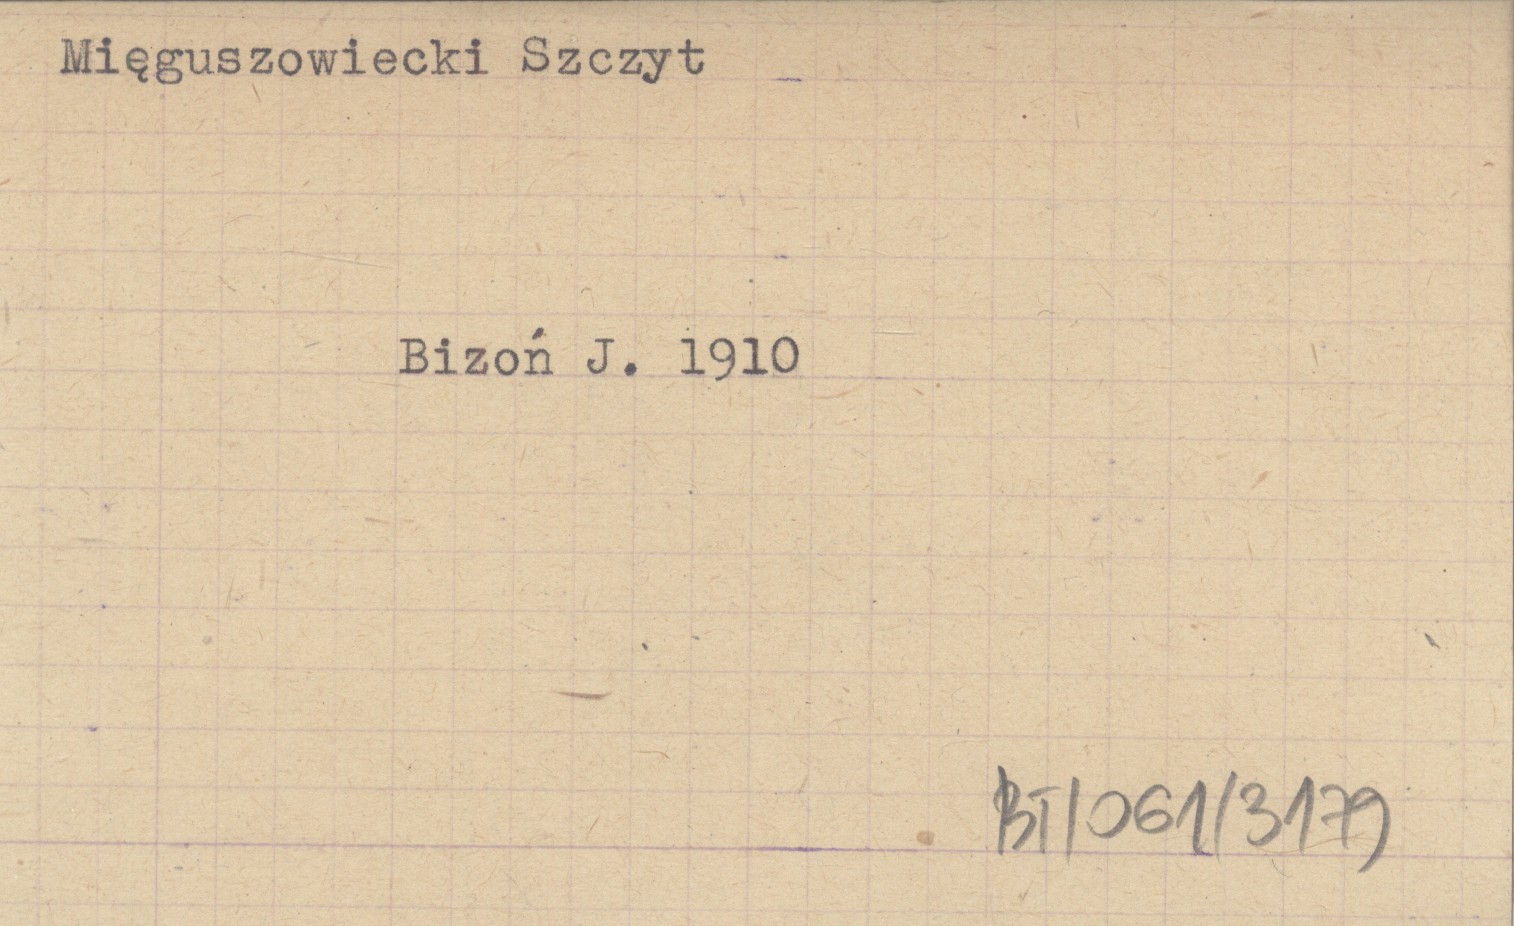 Mięguszowiecki Szczyt
Bizoń J. 1910
BT/061/3179